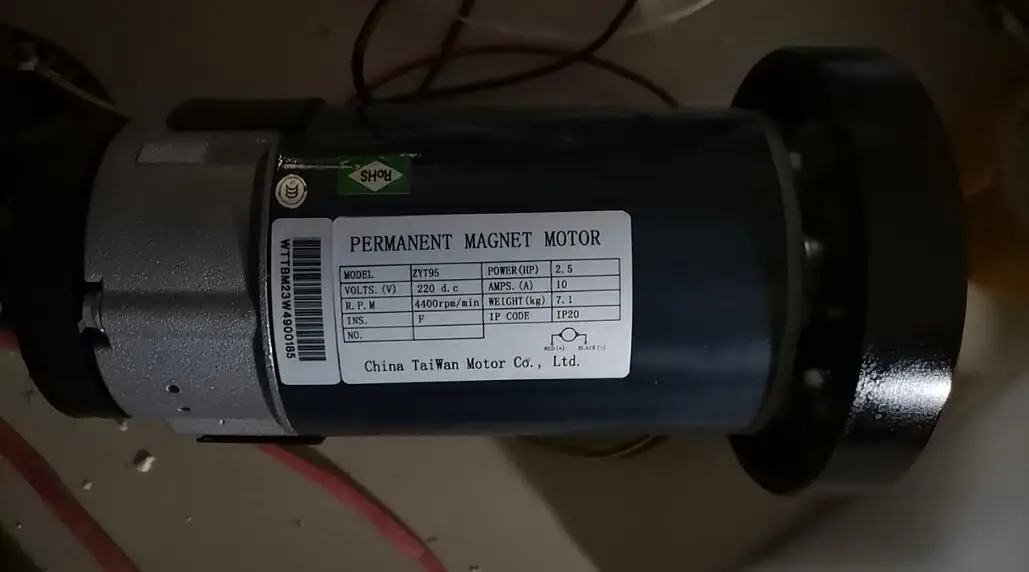 RoHS
WTTBM23W4900185
PERMANENT MAGNET MOTOR
MODEL ZYT95 POWER(HP) 2.5
VOLTS.(V) 220 d.c AMPS.(A) 10
R.P.M 4400rpm/min WEIGHT(kg) 7.1
INS. F IP CODE IP20
NO.
RED(+) BLACK(-)
China TaiWan Motor Co., Ltd.